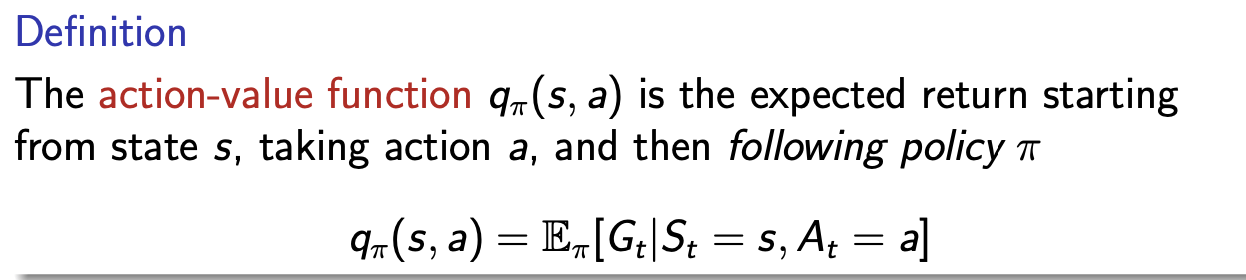 Definition
The action-value function qπ(s, a) is the expected return starting
from state s, taking action a, and then following policy π
qπ(s, a) = 𝔼π[Gt|St = s, At = a]